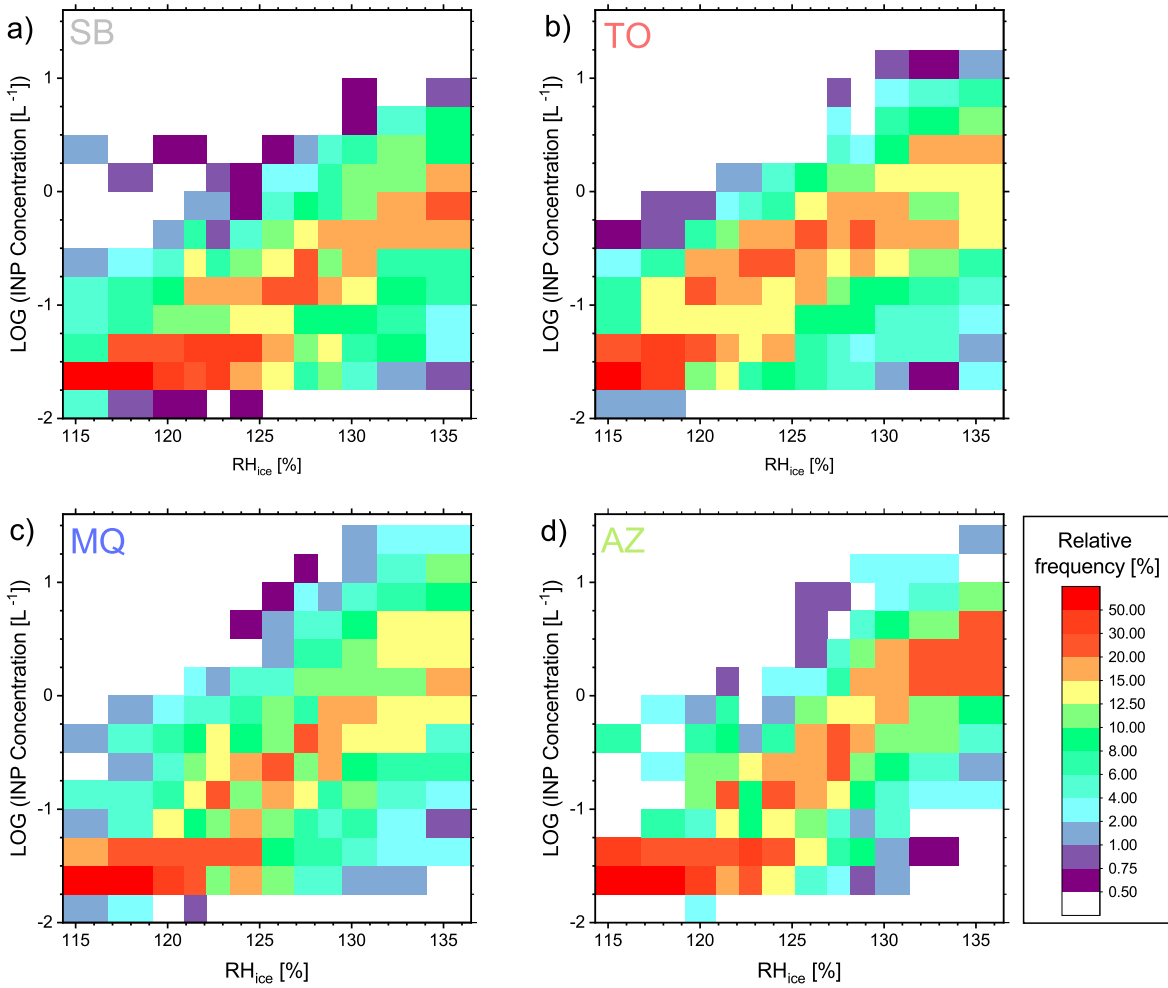 a)
SB
LOG (INP Concentration [L⁻¹])
1
0
-1
-2
115
120
125
130
135
RHice [%]
b)
TO
LOG (INP Concentration [L⁻¹])
1
0
-1
-2
115
120
125
130
135
RHice [%]
c)
MQ
LOG (INP Concentration [L⁻¹])
1
0
-1
-2
115
120
125
130
135
RHice [%]
d)
AZ
LOG (INP Concentration [L⁻¹])
1
0
-1
-2
115
120
125
130
135
RHice [%]
Relative
frequency [%]
50.00
30.00
20.00
15.00
12.50
10.00
8.00
6.00
4.00
2.00
1.00
0.75
0.50